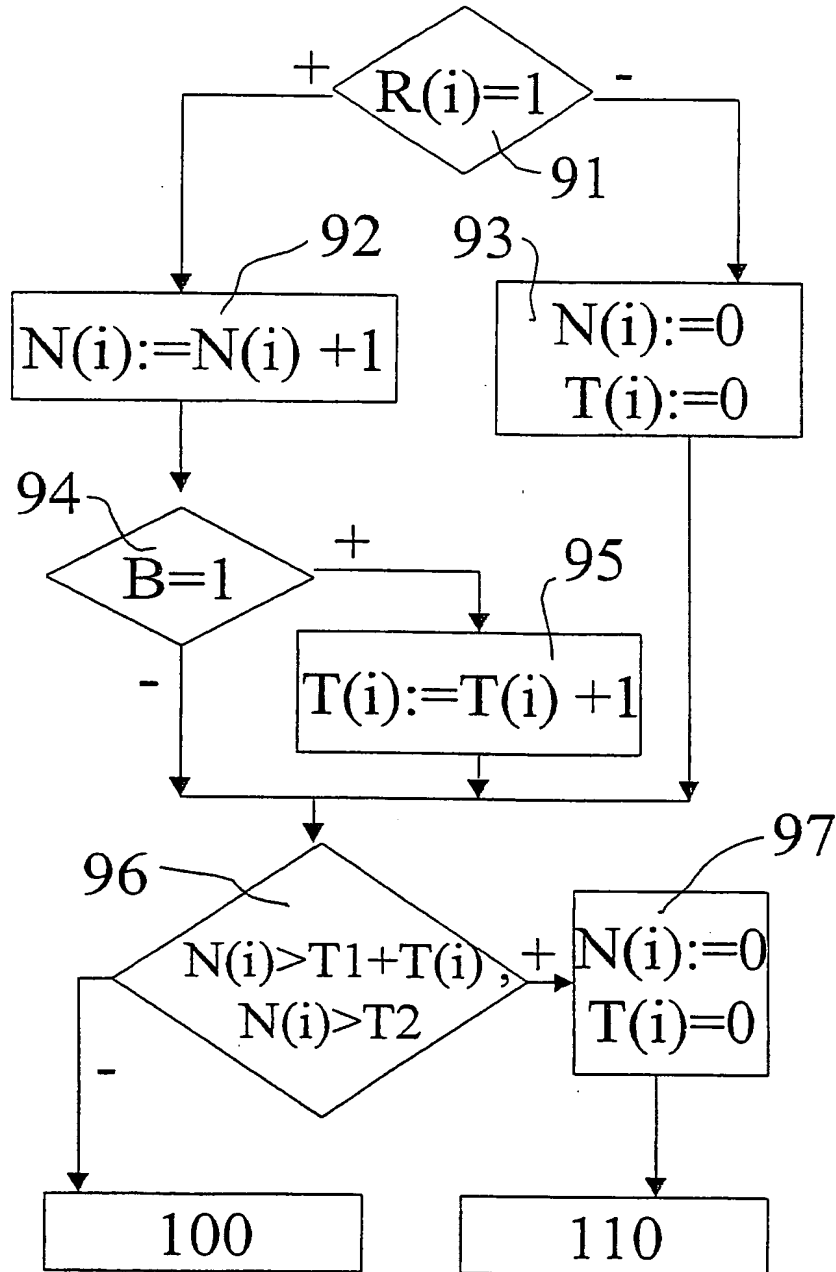 +
R(i)=1
-
91
92
93
N(i):=N(i) +1
N(i):=0
T(i):=0
94
B=1
+
95
-
T(i):=T(i) +1
96
97
N(i)>T1+T(i) ,
N(i)>T2
+
N(i):=0
T(i)=0
-
100
110